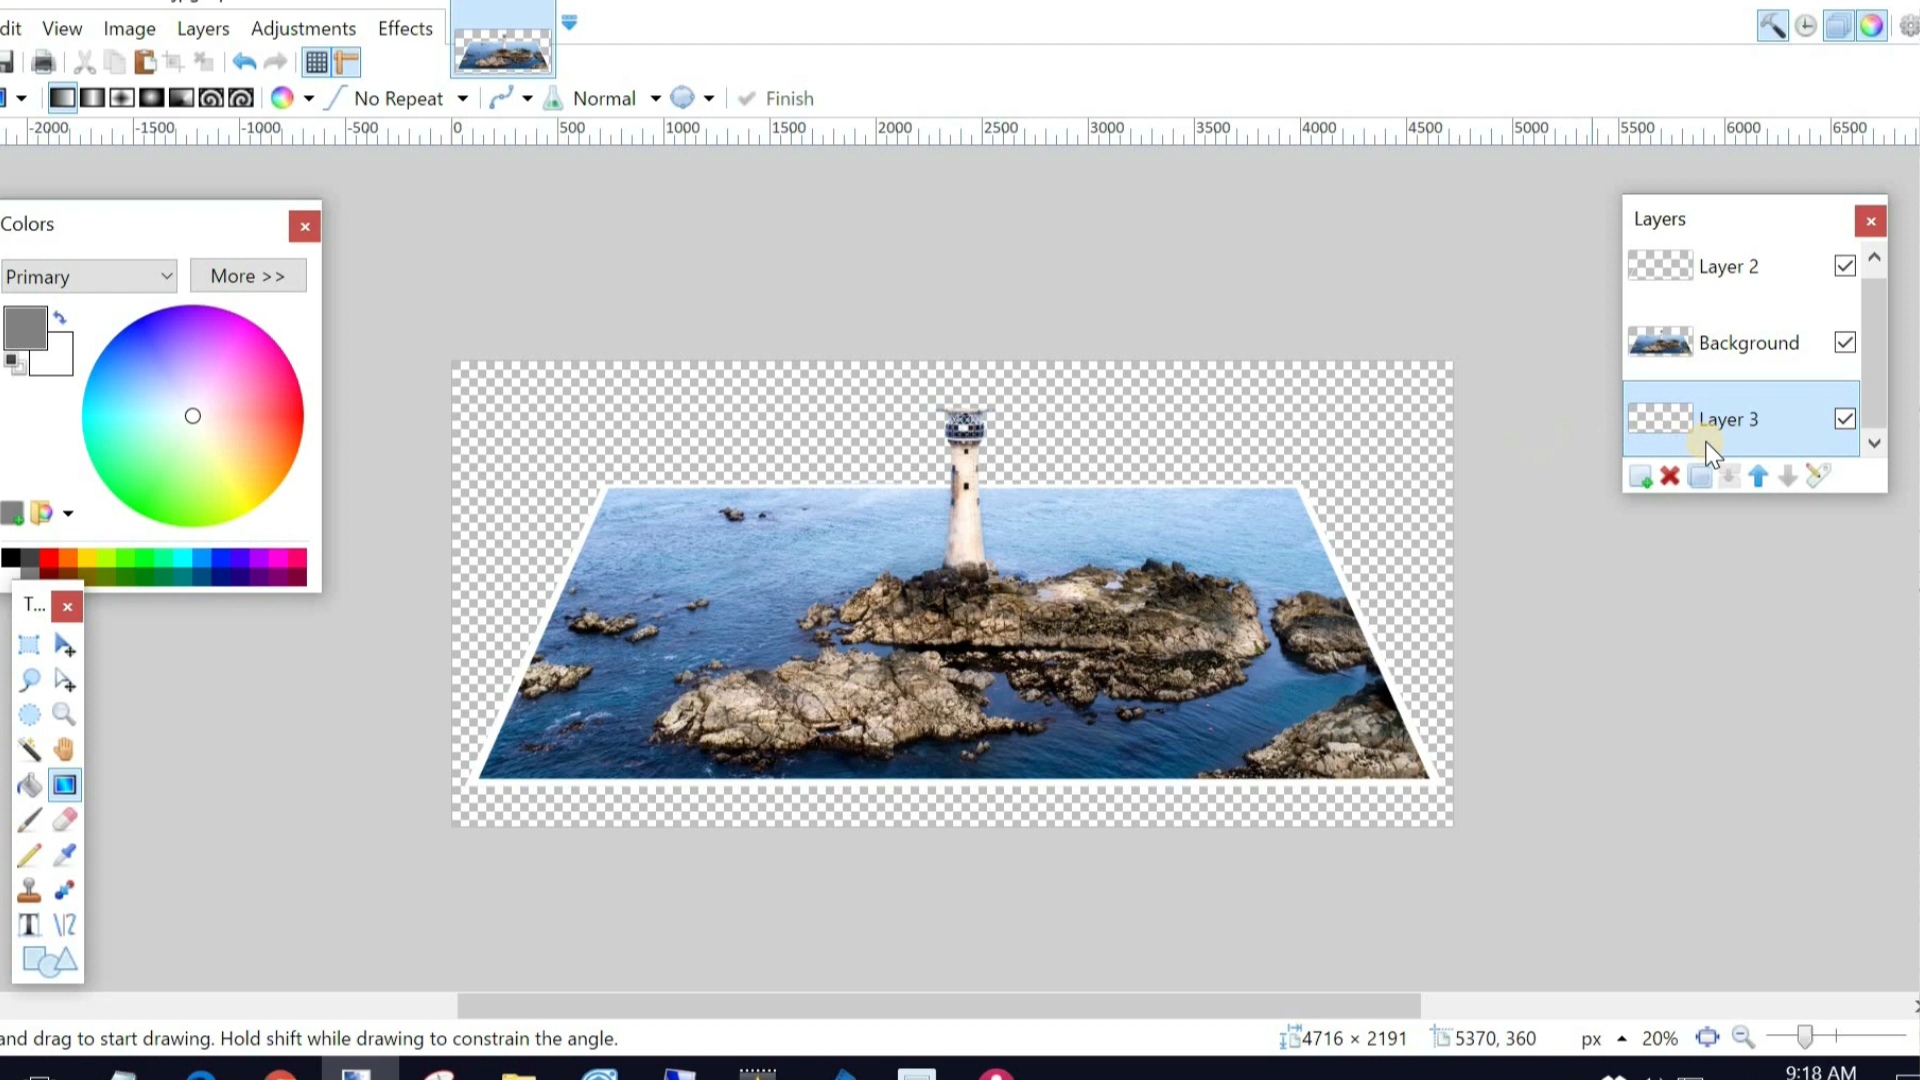 dit View Image Layers Adjustments Effects
No Repeat Normal Finish
-2000 -1500 -1000 -500 0 500 1000 1500 2000 2500 3000 3500 4000 4500 5000 5500 6000 6500
Colors
Primary More >>
T...
Layers
Layer 2
Background
Layer 3
and drag to start drawing. Hold shift while drawing to constrain the angle.
4716 × 2191 5370, 360 px 20%
9:18 AM